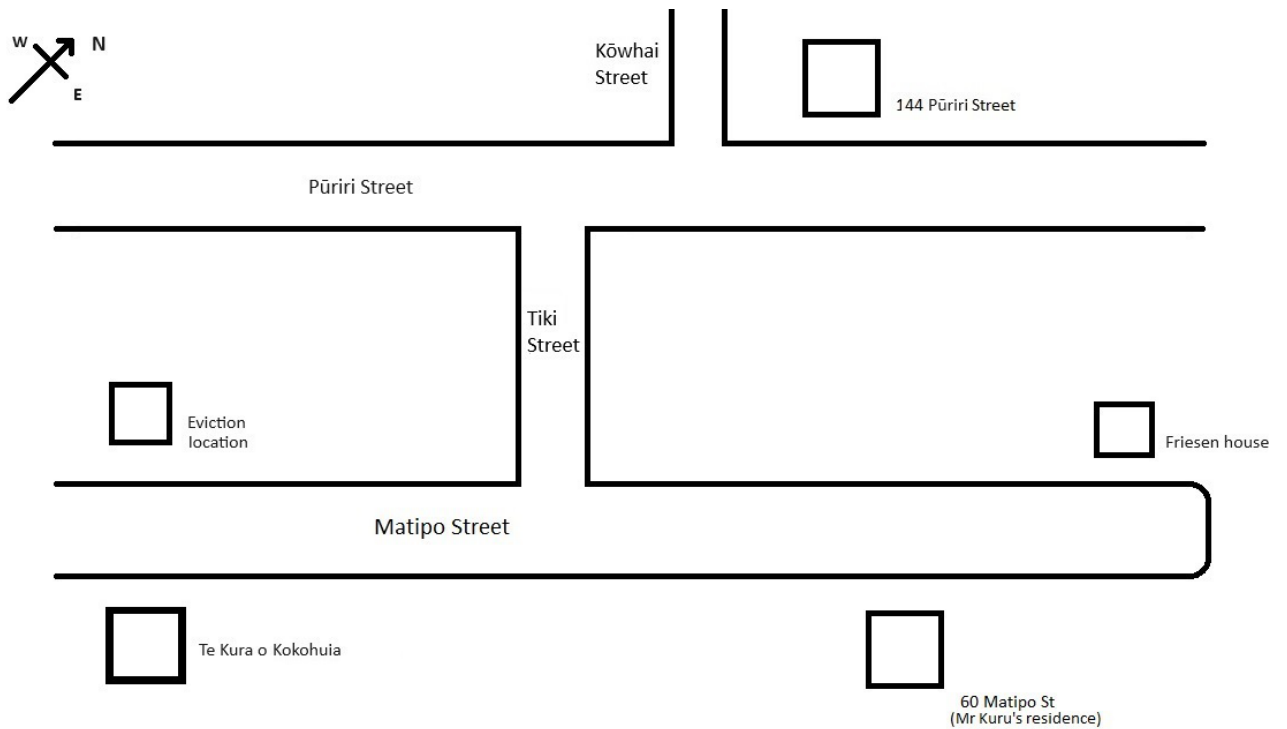 W
N
E
Kōwhai
Street
144 Pūriri Street
Pūriri Street
Tiki
Street
Eviction
location
Friesen house
Matipo Street
Te Kura o Kokohuia
60 Matipo St
(Mr Kuru's residence)